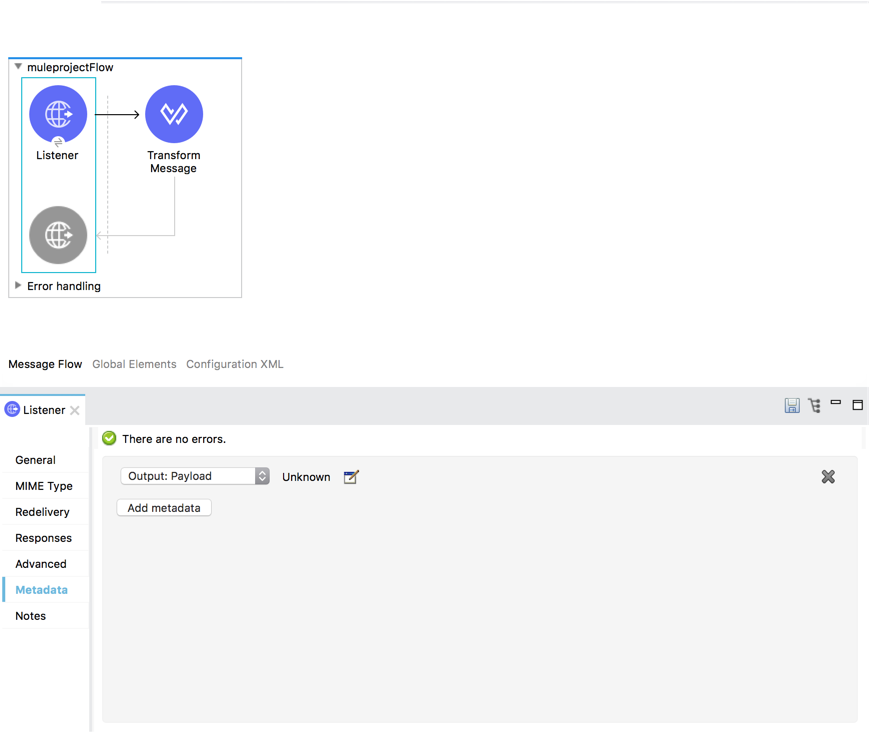 muleprojectFlow
Listener
Transform
Message
Error handling
Message Flow Global Elements Configuration XML
Listener
There are no errors.
General
MIME Type
Redelivery
Responses
Advanced
Metadata
Notes
Output: Payload Unknown
Add metadata